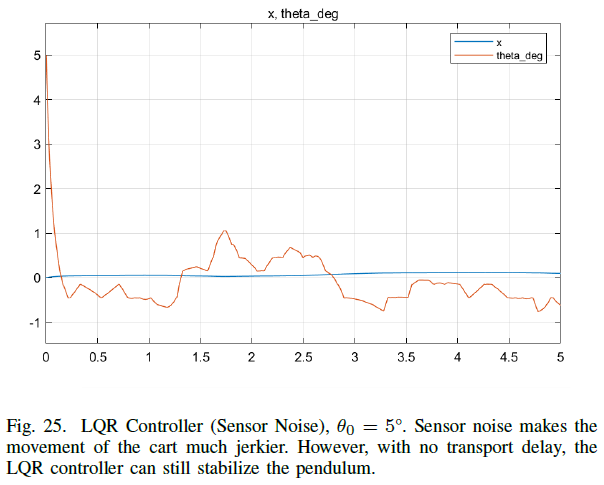 x, theta_deg
x
theta_deg
5
4
3
2
1
0
-1
0 0.5 1 1.5 2 2.5 3 3.5 4 4.5 5
Fig. 25. LQR Controller (Sensor Noise), θ₀ = 5°. Sensor noise makes the
movement of the cart much jerkier. However, with no transport delay, the
LQR controller can still stabilize the pendulum.